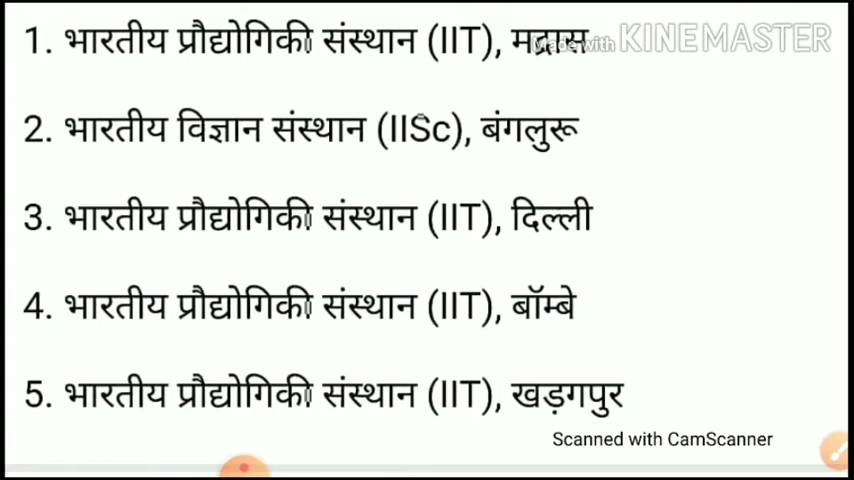 1. भारतीय प्रौद्योगिकी संस्थान (IIT), मद्रास
Made with KINEMASTER
2. भारतीय विज्ञान संस्थान (IISc), बंगलुरू
3. भारतीय प्रौद्योगिकी संस्थान (IIT), दिल्ली
4. भारतीय प्रौद्योगिकी संस्थान (IIT), बॉम्बे
5. भारतीय प्रौद्योगिकी संस्थान (IIT), खड़गपुर
Scanned with CamScanner